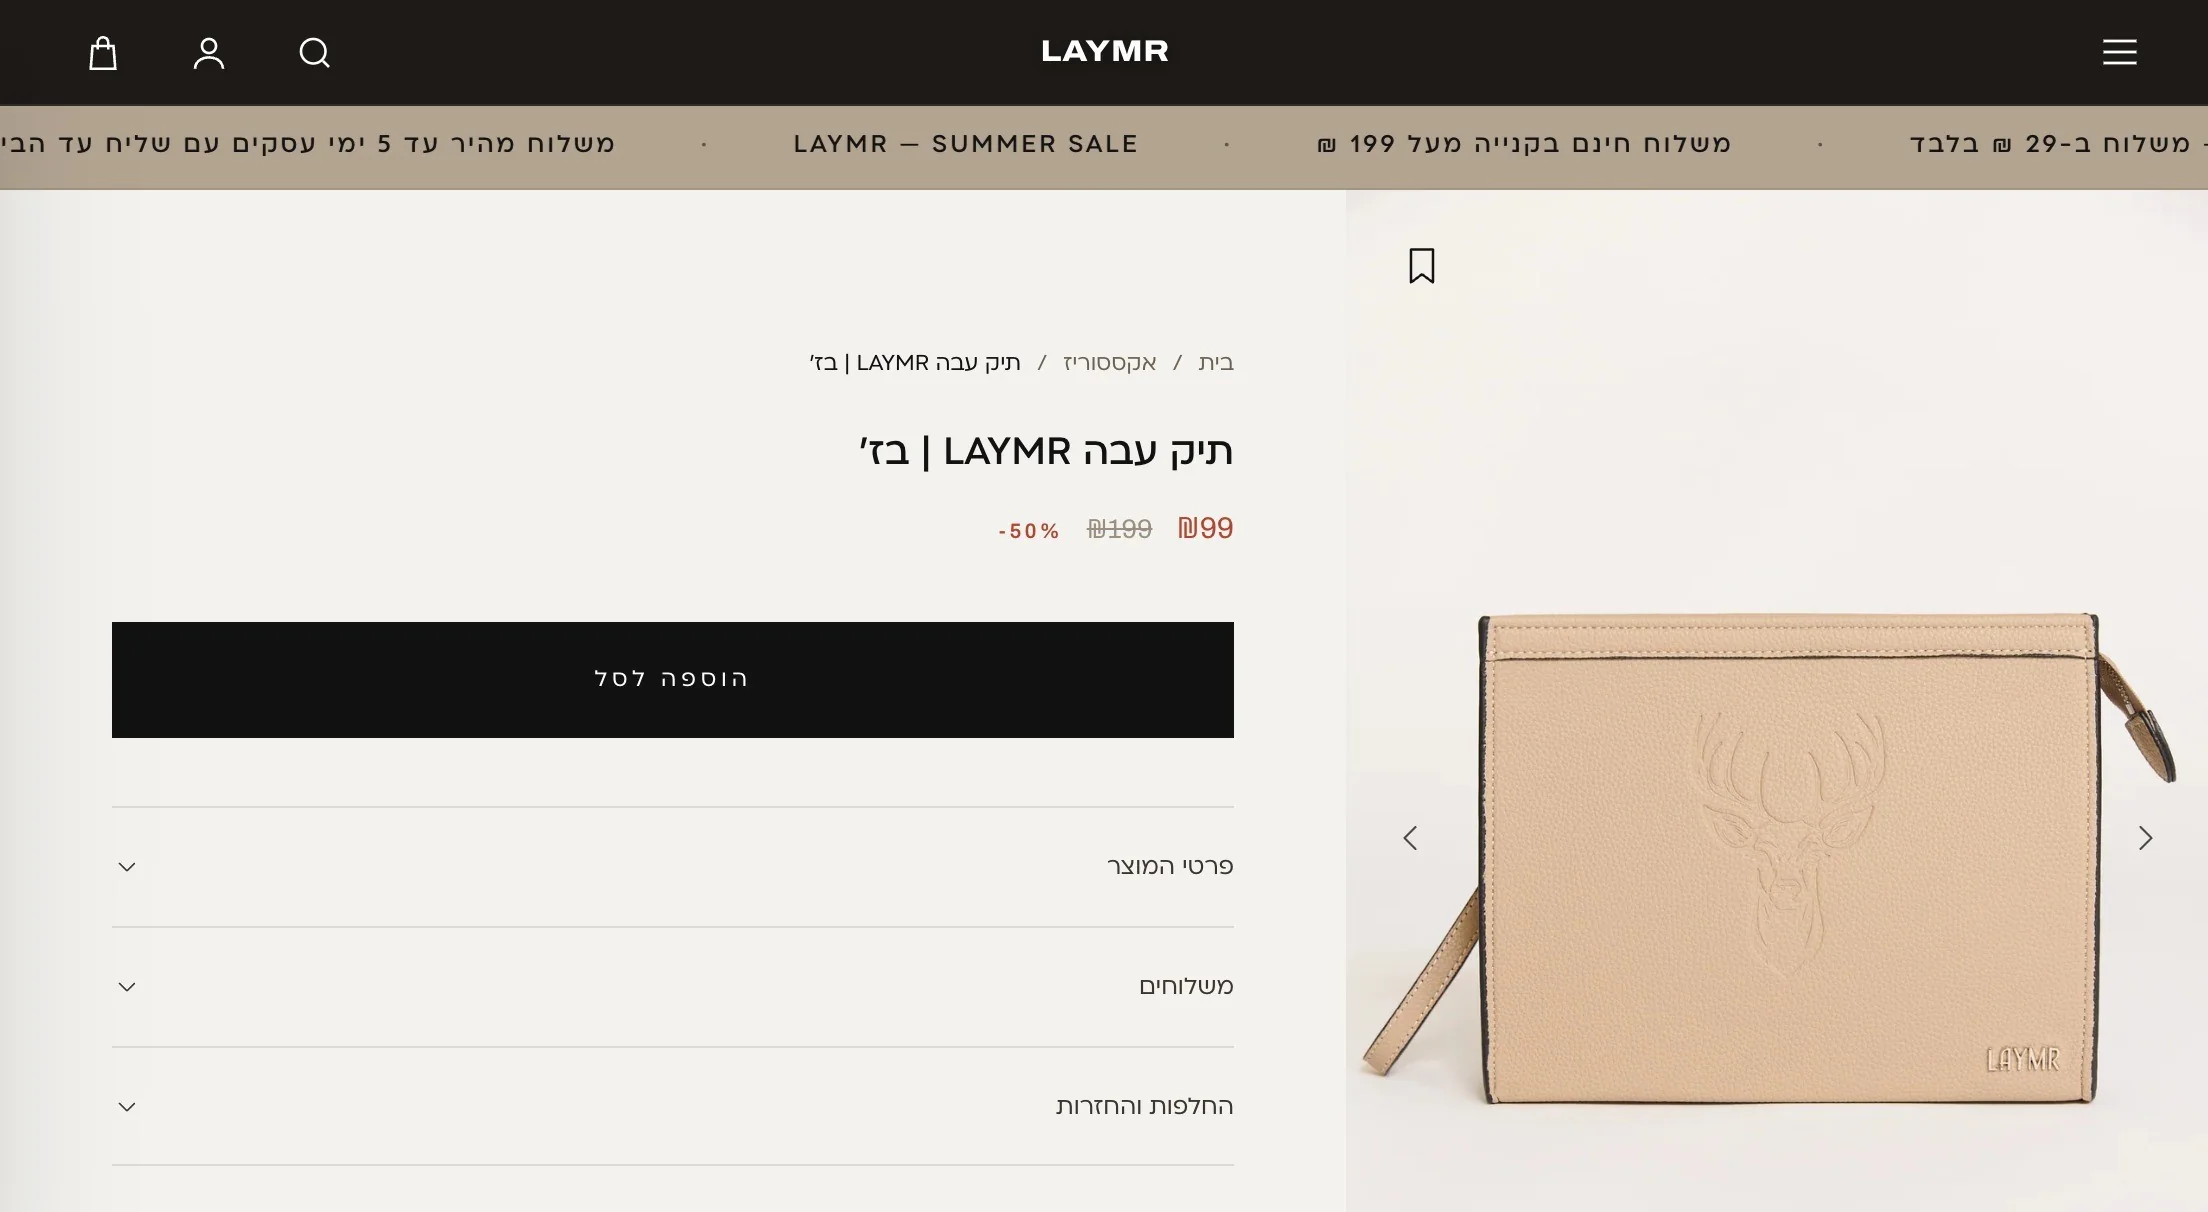 LAYMR
משלוח ב-29 ₪ בלבד · משלוח חינם בקנייה מעל 199 ₪ · LAYMR — SUMMER SALE · משלוח מהיר עד 5 ימי עסקים עם שליח עד
בית / אקססוריז / תיק עבה LAYMR | בז'
תיק עבה LAYMR | בז'
₪99 ₪199 -50%
הוספה לסל
פרטי המוצר
משלוחים
החלפות והחזרות
LAYMR